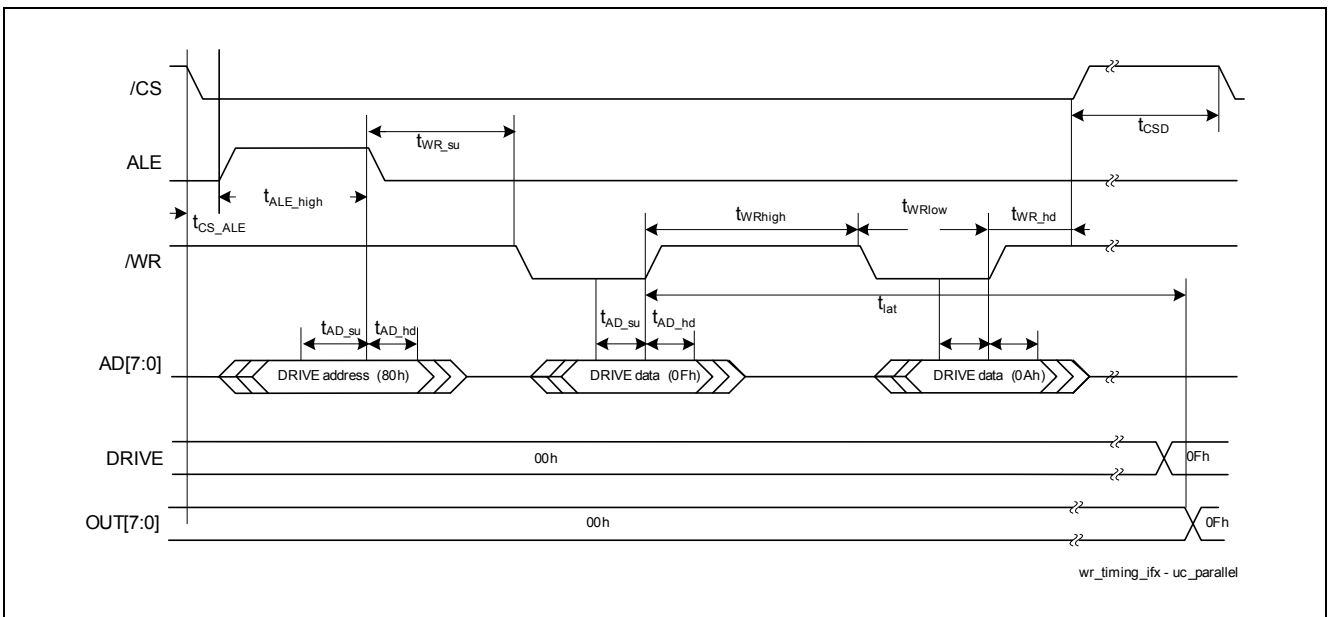 /CS
tCSD
tWR_su
ALE
tALE_high
tCS_ALE
tWRhigh
tWRlow
tWR_hd
/WR
tlat
tAD_su
tAD_hd
tAD_su
tAD_hd
AD[7:0]
DRIVE address (80h)
DRIVE data (0Fh)
DRIVE data (0Ah)
DRIVE
00h
0Fh
OUT[7:0]
00h
0Fh
wr_timing_ifx - uc_parallel